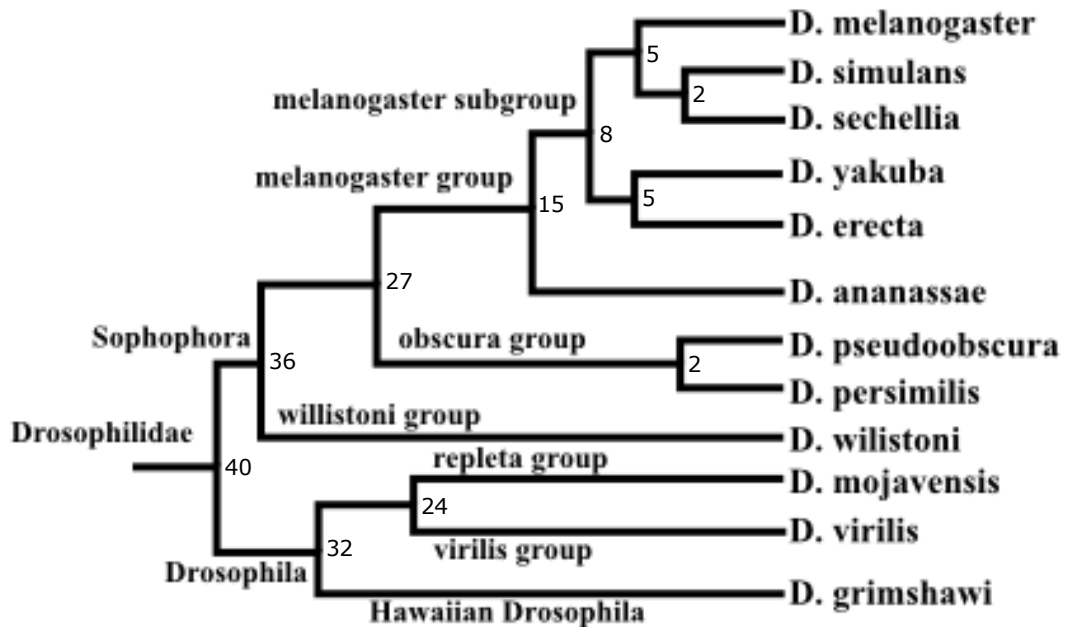 D. melanogaster
5
D. simulans
melanogaster subgroup
2
D. sechellia
8
melanogaster group
D. yakuba
15
5
D. erecta
27
D. ananassae
Sophophora
obscura group
D. pseudoobscura
36
2
D. persimilis
willistoni group
Drosophilidae
D. wilistoni
40
repleta group
D. mojavensis
24
D. virilis
32
virilis group
Drosophila
D. grimshawi
Hawaiian Drosophila